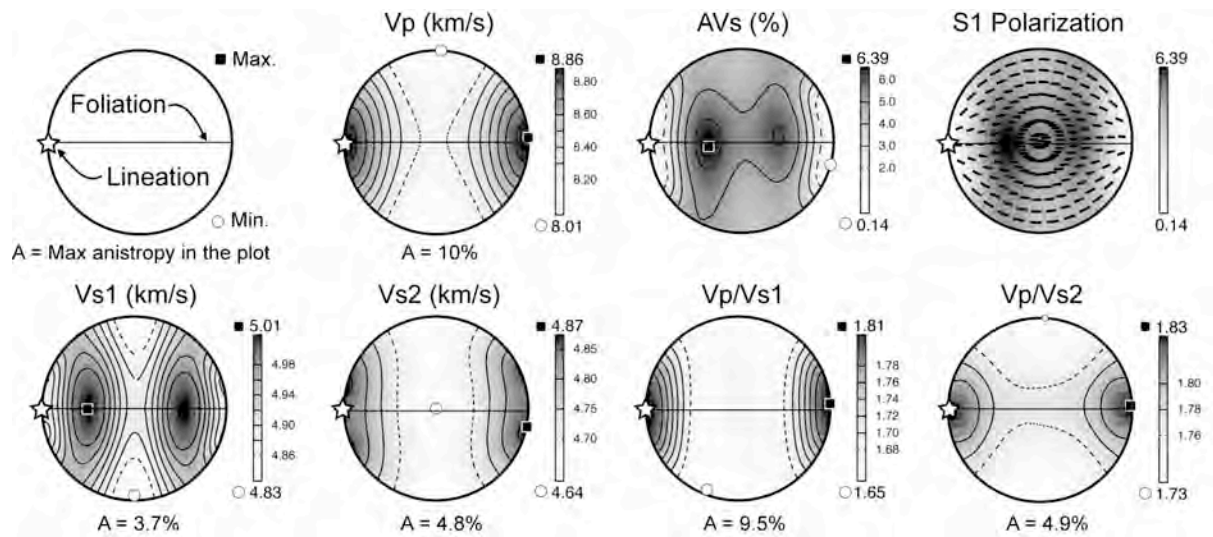 Vp (km/s)
AVs (%)
S1 Polarization
Max.
Foliation
Lineation
Min.
A = Max anistropy in the plot
8.86
8.80
8.60
8.40
8.20
8.01
A = 10%
6.39
6.0
5.0
4.0
3.0
2.0
0.14
6.39
0.14
Vs1 (km/s)
Vs2 (km/s)
Vp/Vs1
Vp/Vs2
5.01
4.98
4.94
4.90
4.86
4.83
A = 3.7%
4.87
4.85
4.80
4.75
4.70
4.64
A = 4.8%
1.81
1.78
1.76
1.74
1.72
1.70
1.68
1.65
A = 9.5%
1.83
1.80
1.78
1.76
1.73
A = 4.9%